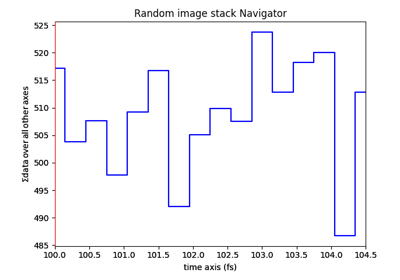 Random image stack Navigator
Σdata over all other axes
525
520
515
510
505
500
495
490
485
100.0 100.5 101.0 101.5 102.0 102.5 103.0 103.5 104.0 104.5
time axis (fs)